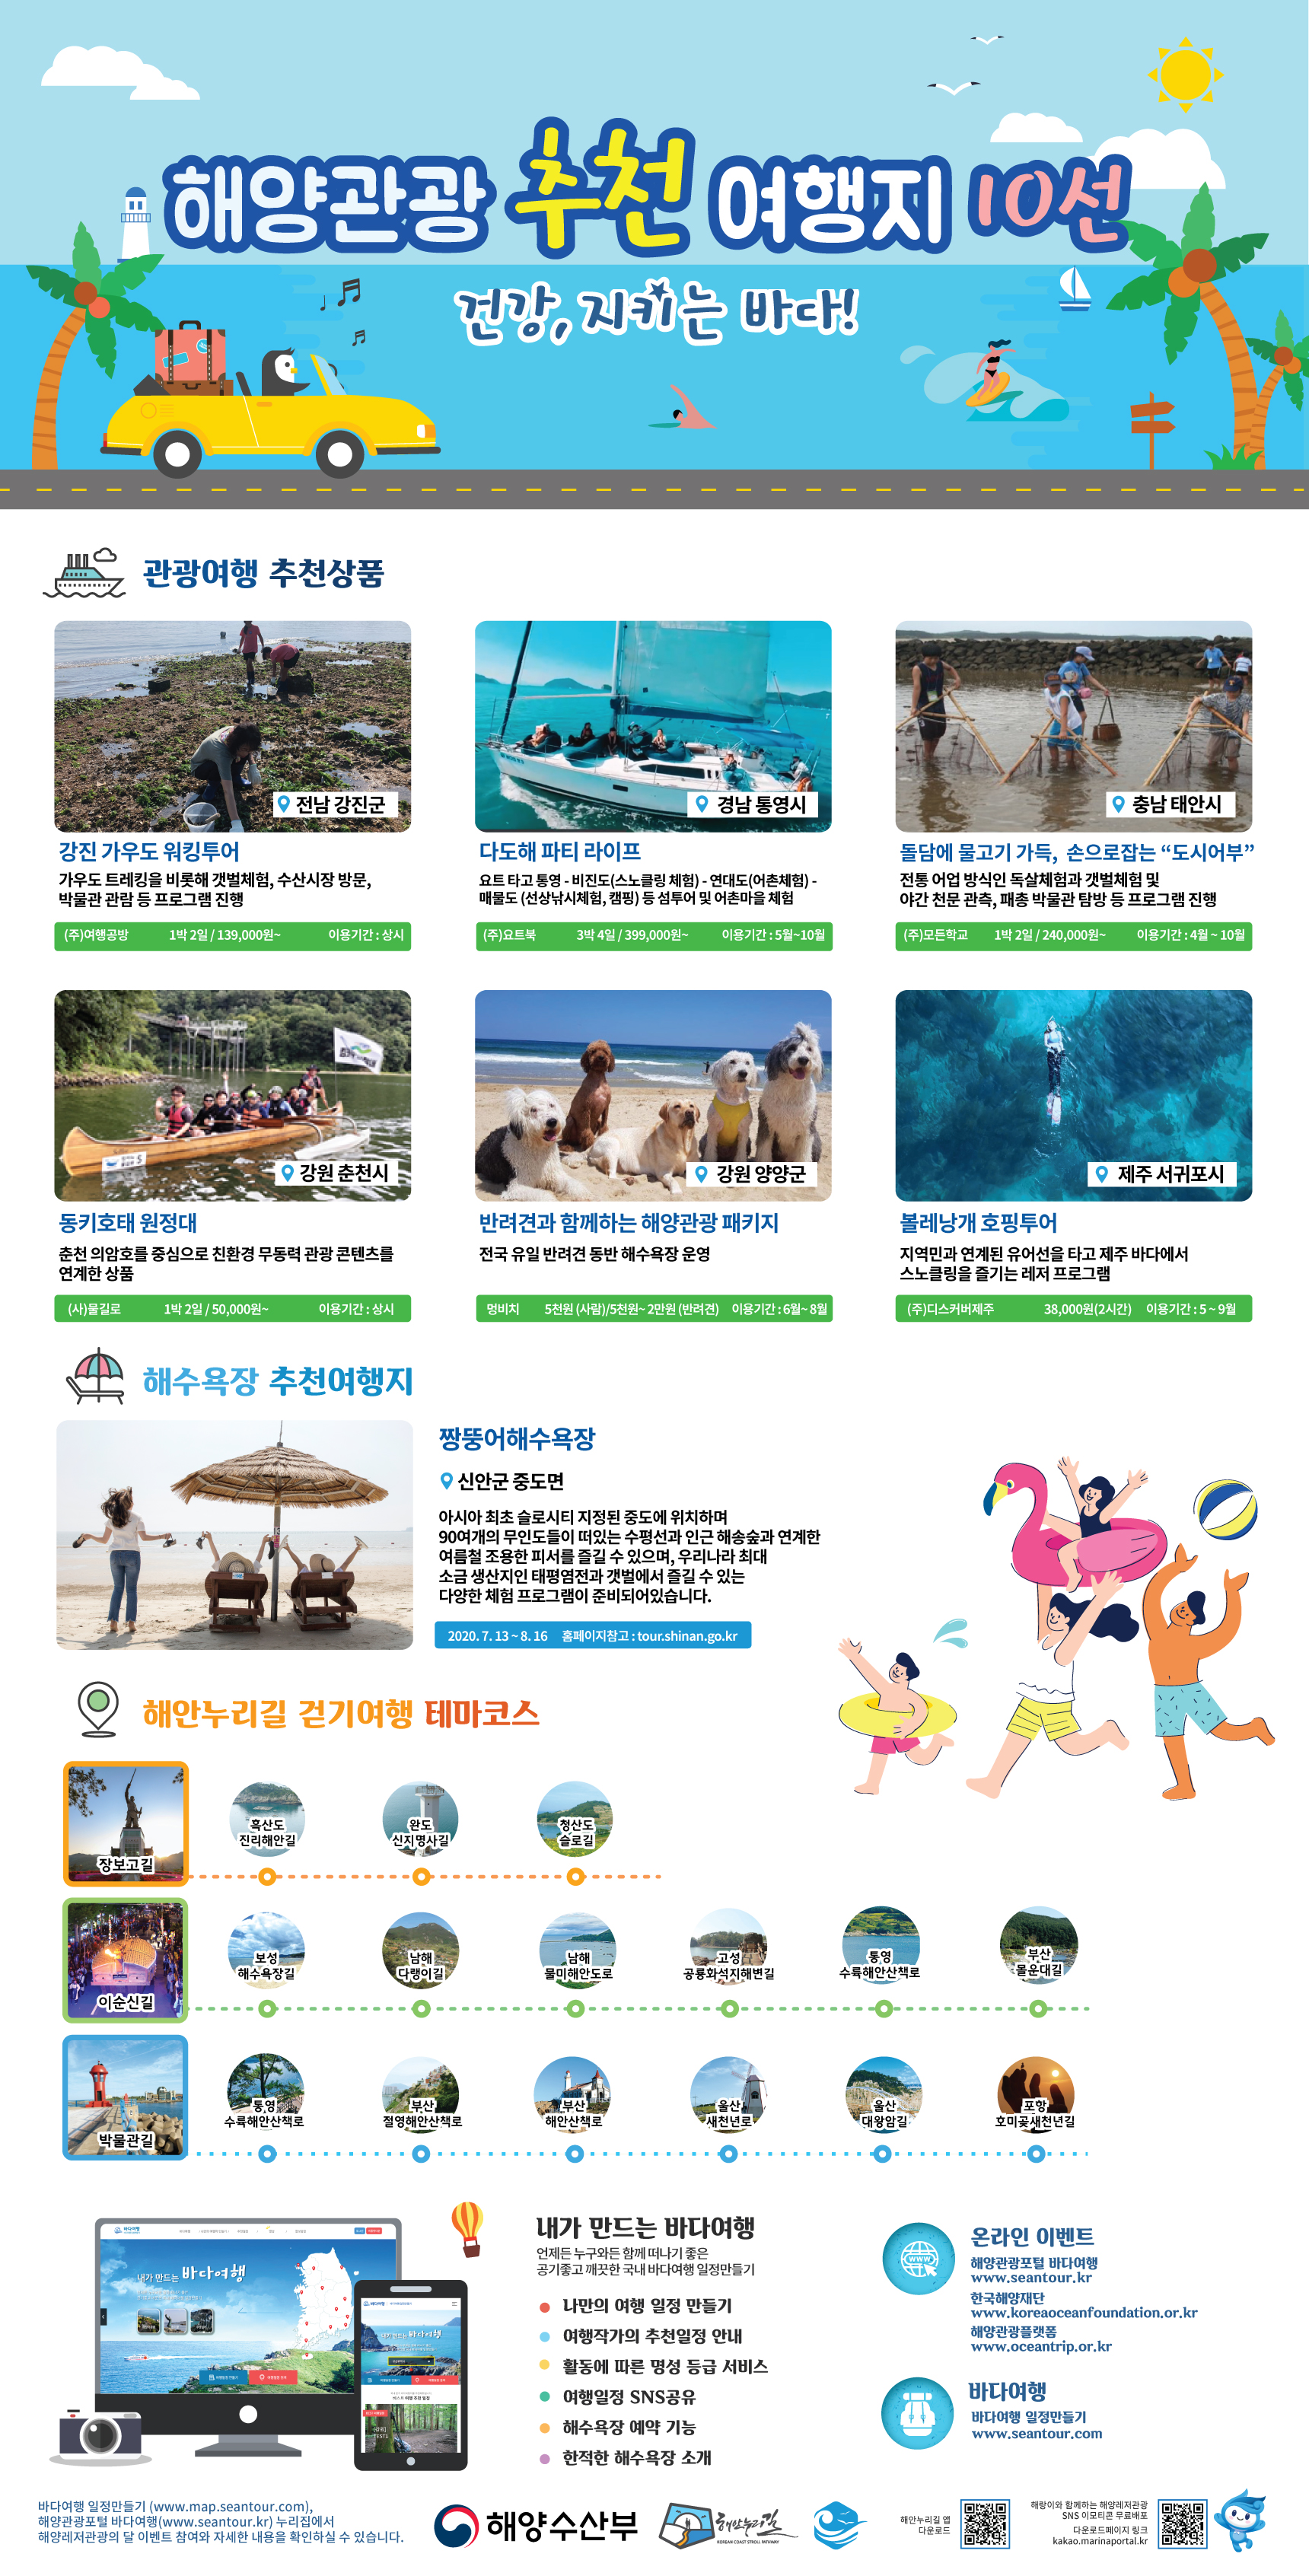 해양관광 추천 여행지 10선
건강, 지키는 바다!
관광여행 추천상품
전남 강진군
강진 가우도 워킹투어
가우도 트레킹을 비롯해 갯벌체험, 수산시장 방문,
박물관 관람 등 프로그램 진행
(주)여행공방 1박 2일 / 139,000원~ 이용기간 : 상시
경남 통영시
다도해 파티 라이프
요트 타고 통영 - 비진도(스노클링 체험) - 연대도(어촌체험) -
매물도 (선상낚시체험, 캠핑) 등 섬투어 및 어촌마을 체험
(주)요트북 3박 4일 / 399,000원~ 이용기간 : 5월~10월
충남 태안시
돌담에 물고기 가득, 손으로잡는 “도시어부”
전통 어업 방식인 독살체험과 갯벌체험 및
야간 천문 관측, 패총 박물관 탐방 등 프로그램 진행
(주)모든학교 1박 2일 / 240,000원~ 이용기간 : 4월 ~ 10월
강원 춘천시
동키호태 원정대
춘천 의암호를 중심으로 친환경 무동력 관광 콘텐츠를
연계한 상품
(사)물길로 1박 2일 / 50,000원~ 이용기간 : 상시
강원 양양군
반려견과 함께하는 해양관광 패키지
전국 유일 반려견 동반 해수욕장 운영
멍비치 5천원 (사람)/5천원~ 2만원 (반려견) 이용기간 : 6월~ 8월
제주 서귀포시
볼레낭개 호핑투어
지역민과 연계된 유어선을 타고 제주 바다에서
스노클링을 즐기는 레저 프로그램
(주)디스커버제주 38,000원(2시간) 이용기간 : 5 ~ 9월
해수욕장 추천여행지
짱뚱어해수욕장
신안군 중도면
아시아 최초 슬로시티 지정된 중도에 위치하며
90여개의 무인도들이 떠있는 수평선과 인근 해송숲과 연계한
여름철 조용한 피서를 즐길 수 있으며, 우리나라 최대
소금 생산지인 태평염전과 갯벌에서 즐길 수 있는
다양한 체험 프로그램이 준비되어있습니다.
2020. 7. 13 ~ 8. 16 홈페이지참고 : tour.shinan.go.kr
해안누리길 걷기여행 테마코스
장보고길
흑산도
진리해안길
완도
신지명사길
청산도
슬로길
이순신길
보성
해수욕장길
남해
다랭이길
남해
물미해안도로
고성
공룡화석지해변길
통영
수륙해안산책로
부산
몰운대길
박물관길
통영
수륙해안산책로
부산
절영해안산책로
부산
해안산책로
울산
새천년로
울산
대왕암길
포항
호미곶새천년길
내가 만드는 바다여행
내가 만드는 바다여행
언제든 누구와든 함께 떠나기 좋은
공기좋고 깨끗한 국내 바다여행 일정만들기
나만의 여행 일정 만들기
여행작가의 추천일정 안내
활동에 따른 명성 등급 서비스
여행일정 SNS공유
해수욕장 예약 기능
한적한 해수욕장 소개
WWW
온라인 이벤트
해양관광포털 바다여행
www.seantour.kr
한국해양재단
www.koreaoceanfoundation.or.kr
해양관광플랫폼
www.oceantrip.or.kr
바다여행
바다여행 일정만들기
www.seantour.com
바다여행 일정만들기 (www.map.seantour.com),
해양관광포털 바다여행(www.seantour.kr) 누리집에서
해양레저관광의 달 이벤트 참여와 자세한 내용을 확인하실 수 있습니다.
해양수산부
해안누리길
KOREAN COAST STROLL PATHWAY
해안누리길 앱
다운로드
해랑이와 함께하는 해양레저관광
SNS 이모티콘 무료배포
다운로드페이지 링크
kakao.marinaportal.kr